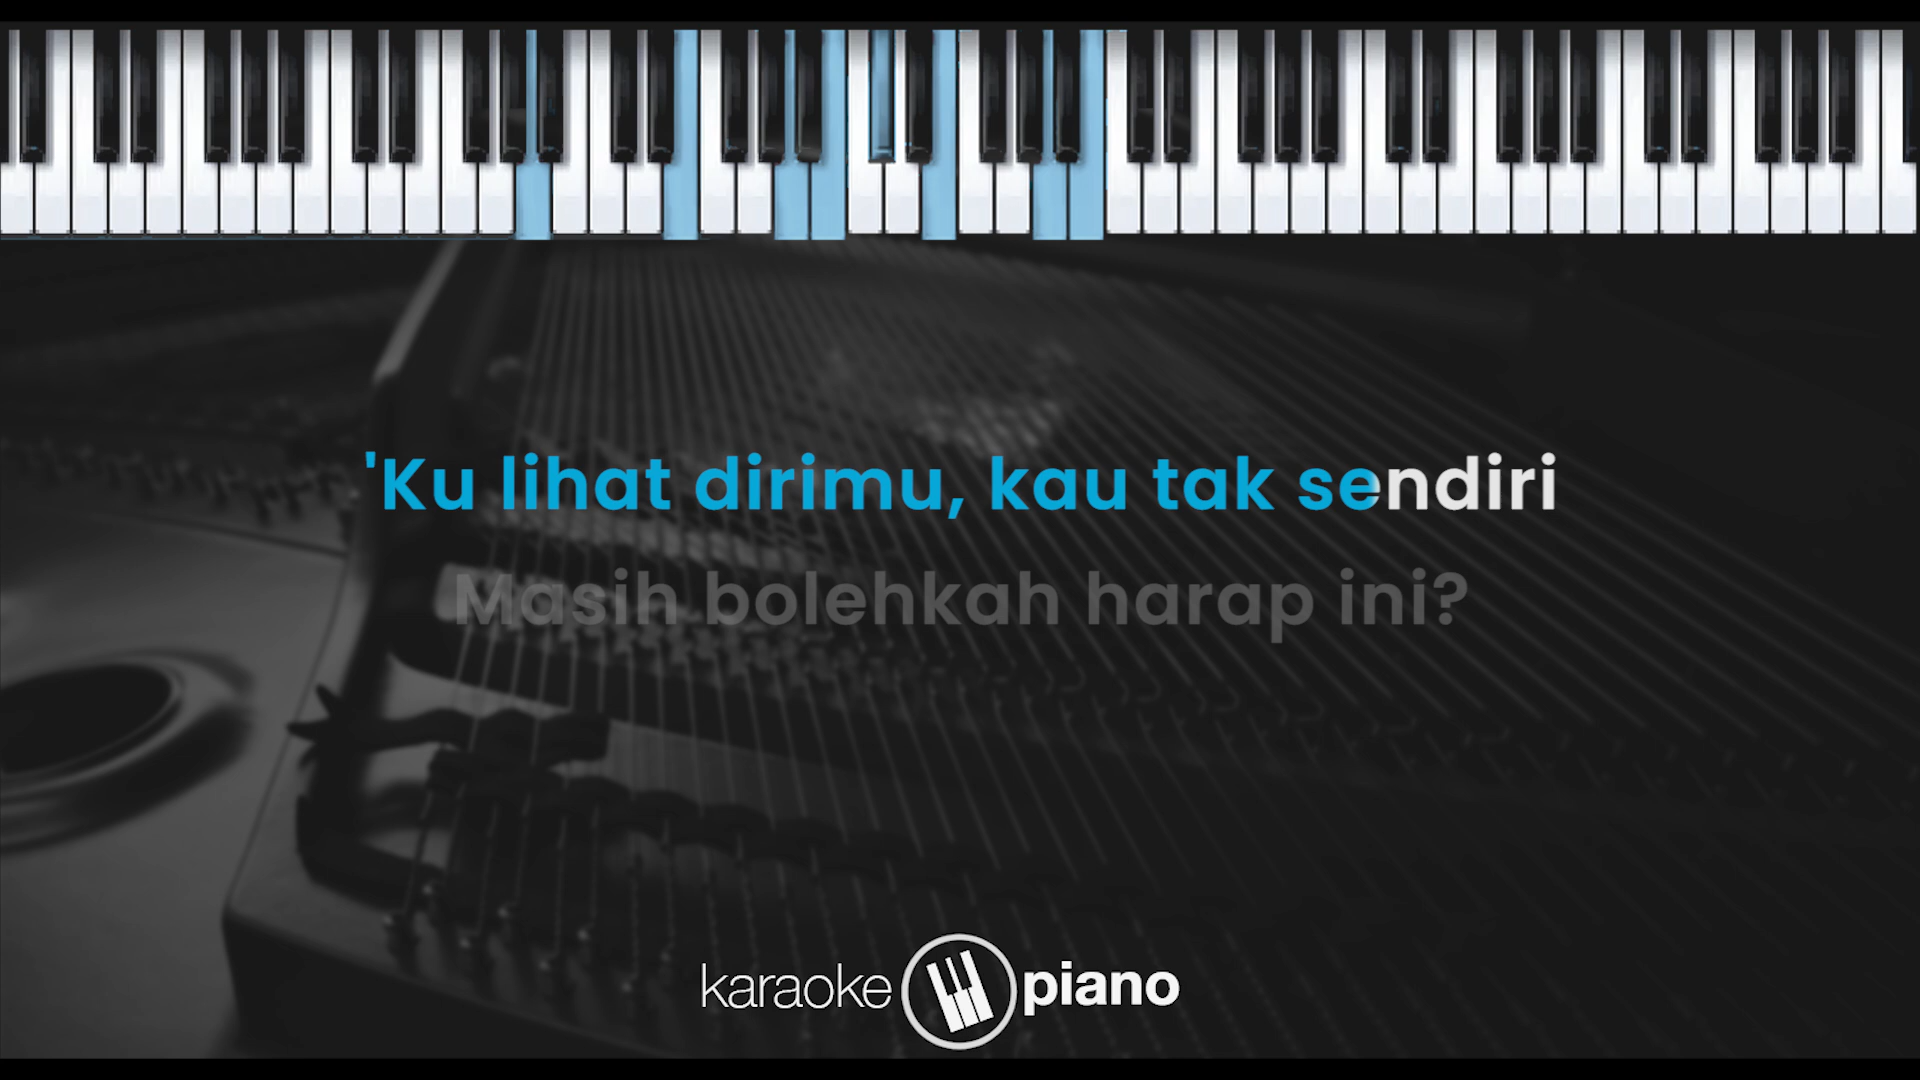 'Ku lihat dirimu, kau tak sendiri
Masih bolehkah harap ini?
karaoke piano